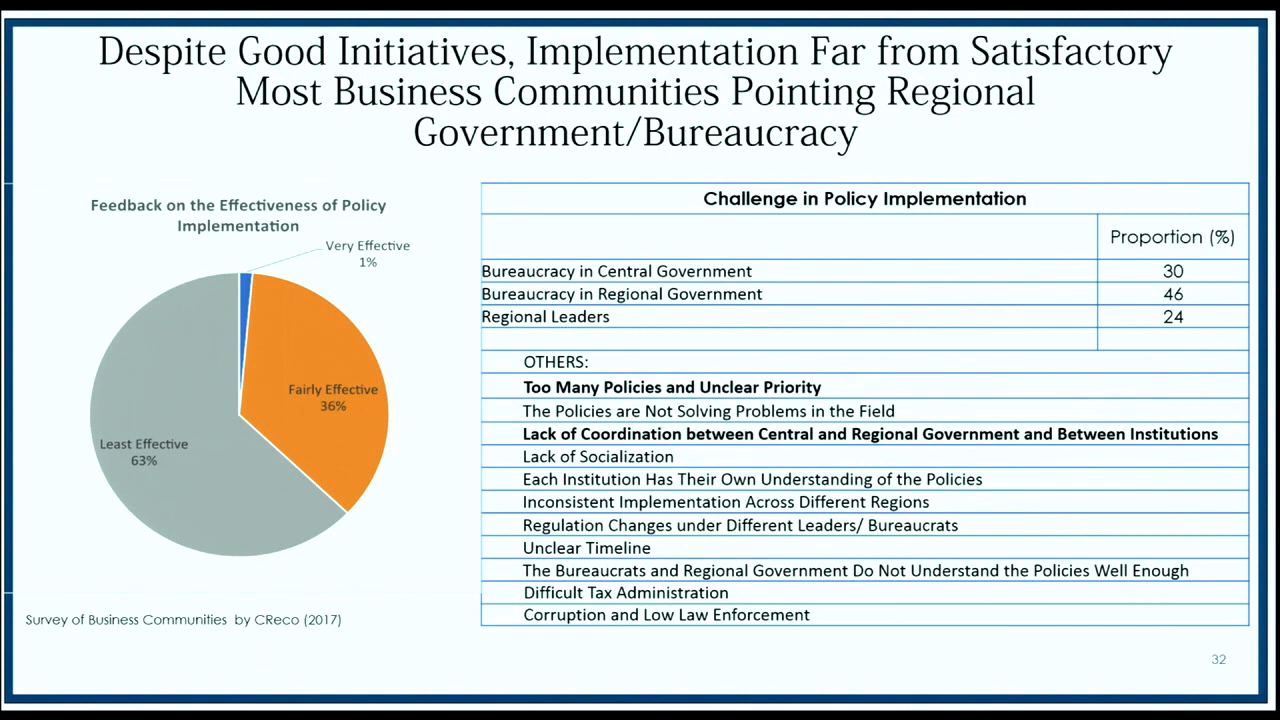 Despite Good Initiatives, Implementation Far from Satisfactory
Most Business Communities Pointing Regional
Government/Bureaucracy
Feedback on the Effectiveness of Policy
Implementation
Very Effective
1%
Fairly Effective
36%
Least Effective
63%
Survey of Business Communities by CReco (2017)
Challenge in Policy Implementation
Proportion (%)
Bureaucracy in Central Government 30
Bureaucracy in Regional Government 46
Regional Leaders 24
OTHERS:
Too Many Policies and Unclear Priority
The Policies are Not Solving Problems in the Field
Lack of Coordination between Central and Regional Government and Between Institutions
Lack of Socialization
Each Institution Has Their Own Understanding of the Policies
Inconsistent Implementation Across Different Regions
Regulation Changes under Different Leaders/ Bureaucrats
Unclear Timeline
The Bureaucrats and Regional Government Do Not Understand the Policies Well Enough
Difficult Tax Administration
Corruption and Low Law Enforcement
32